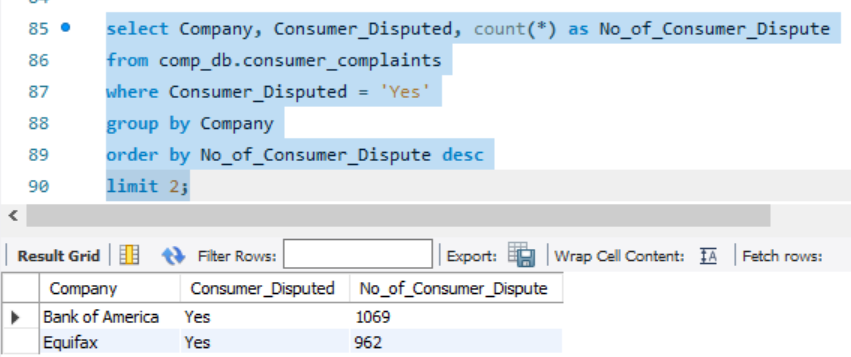 85 select Company, Consumer_Disputed, count(*) as No_of_Consumer_Dispute
86 from comp_db.consumer_complaints
87 where Consumer_Disputed = 'Yes'
88 group by Company
89 order by No_of_Consumer_Dispute desc
90 limit 2;
Result Grid Filter Rows: Export: Wrap Cell Content: Fetch rows:
Company Consumer_Disputed No_of_Consumer_Dispute
Bank of America Yes 1069
Equifax Yes 962